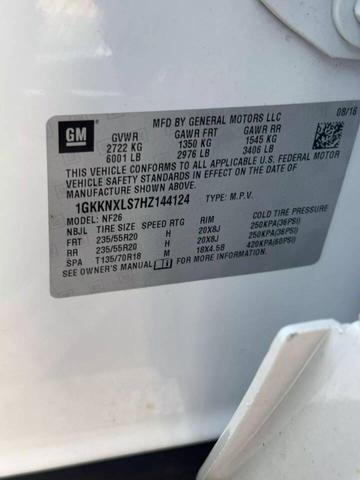 MFD BY GENERAL MOTORS LLC 08/16
GM
GVWR GAWR FRT GAWR RR
2722 KG 1350 KG 1545 KG
6001 LB 2976 LB 3406 LB
THIS VEHICLE CONFORMS TO ALL APPLICABLE U.S. FEDERAL
MOTOR VEHICLE SAFETY AND THEFT PREVENTION
STANDARDS IN EFFECT ON THE DATE OF
MANUFACTURE SHOWN ABOVE.
1GKKNXLS7HZ144124 TYPE: M.P.V.
MODEL: NF26
NBJL TIRE SIZE SPEED RTG RIM COLD TIRE PRESSURE
FRT 235/55R20 H 20X8J 250KPA(36PSI)
RR 235/55R20 H 20X8J 250KPA(36PSI)
SPA T135/70R18 M 18X4.5B 420KPA(60PSI)
SEE OWNER'S MANUAL FOR MORE INFORMATION.